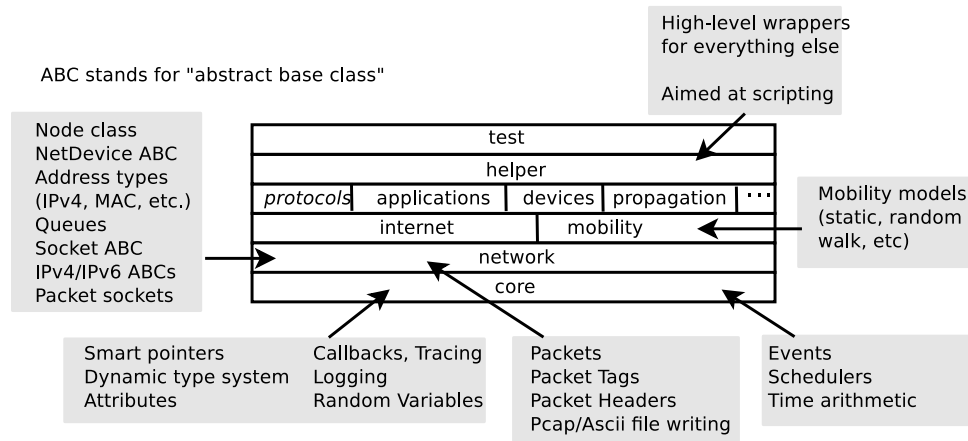 High-level wrappers
for everything else
Aimed at scripting
ABC stands for "abstract base class"
Node class
NetDevice ABC
Address types
(IPv4, MAC, etc.)
Queues
Socket ABC
IPv4/IPv6 ABCs
Packet sockets
test
helper
protocols applications devices propagation ...
internet mobility
network
core
Mobility models
(static, random
walk, etc)
Smart pointers
Dynamic type system
Attributes
Callbacks, Tracing
Logging
Random Variables
Packets
Packet Tags
Packet Headers
Pcap/Ascii file writing
Events
Schedulers
Time arithmetic